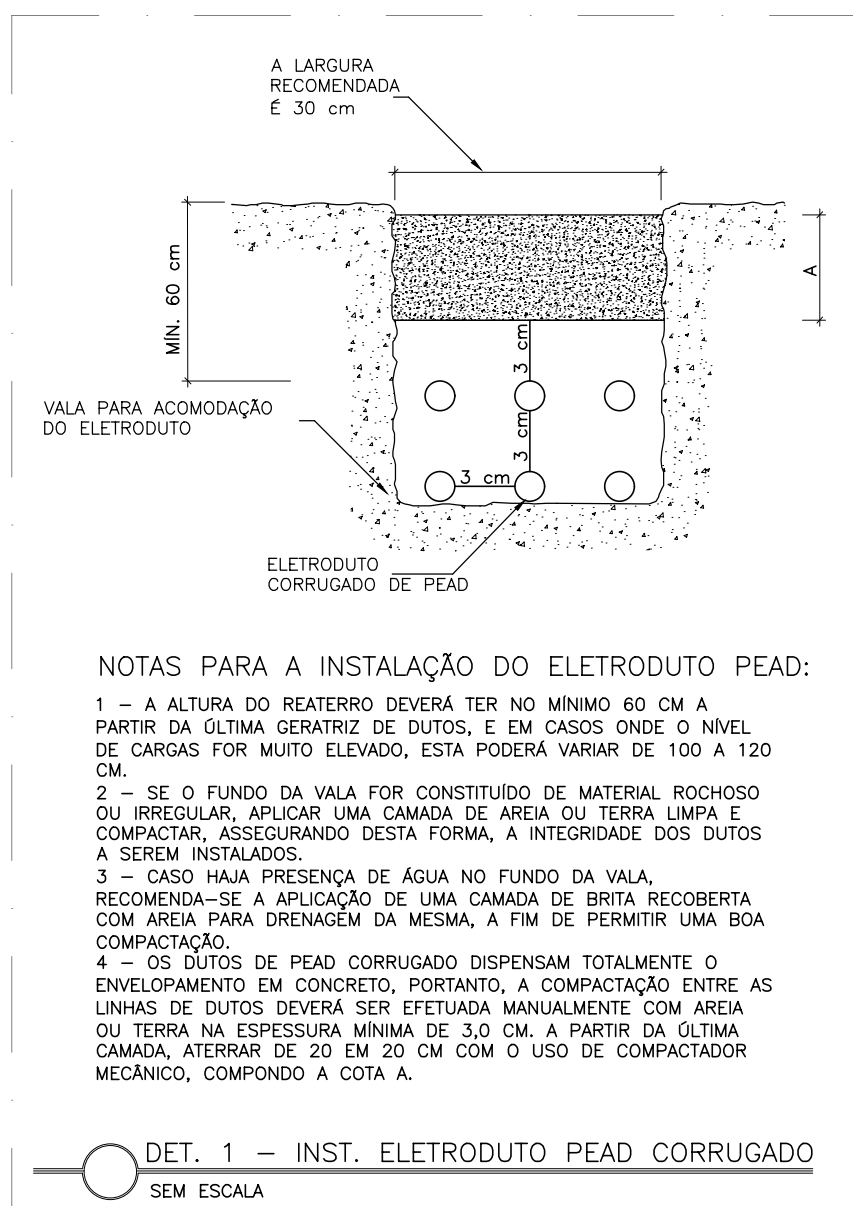 A LARGURA
RECOMENDADA
É 30 cm
MÍN. 60 cm
A
3 cm
3 cm
3 cm
VALA PARA ACOMODAÇÃO
DO ELETRODUTO
ELETRODUTO
CORRUGADO DE PEAD
NOTAS PARA A INSTALAÇÃO DO ELETRODUTO PEAD:
1 – A ALTURA DO REATERRO DEVERÁ TER NO MÍNIMO 60 CM A
PARTIR DA ÚLTIMA GERATRIZ DE DUTOS, E EM CASOS ONDE O NÍVEL
DE CARGAS FOR MUITO ELEVADO, ESTA PODERÁ VARIAR DE 100 A 120
CM.
2 – SE O FUNDO DA VALA FOR CONSTITUÍDO DE MATERIAL ROCHOSO
OU IRREGULAR, APLICAR UMA CAMADA DE AREIA OU TERRA LIMPA E
COMPACTAR, ASSEGURANDO DESTA FORMA, A INTEGRIDADE DOS DUTOS
A SEREM INSTALADOS.
3 – CASO HAJA PRESENÇA DE ÁGUA NO FUNDO DA VALA,
RECOMENDA–SE A APLICAÇÃO DE UMA CAMADA DE BRITA RECOBERTA
COM AREIA PARA DRENAGEM DA MESMA, A FIM DE PERMITIR UMA BOA
COMPACTAÇÃO.
4 – OS DUTOS DE PEAD CORRUGADO DISPENSAM TOTALMENTE O
ENVELOPAMENTO EM CONCRETO, PORTANTO, A COMPACTAÇÃO ENTRE AS
LINHAS DE DUTOS DEVERÁ SER EFETUADA MANUALMENTE COM AREIA
OU TERRA NA ESPESSURA MÍNIMA DE 3,0 CM. A PARTIR DA ÚLTIMA
CAMADA, ATERRAR DE 20 EM 20 CM COM O USO DE COMPACTADOR
MECÂNICO, COMPONDO A COTA A.
DET. 1 – INST. ELETRODUTO PEAD CORRUGADO
SEM ESCALA